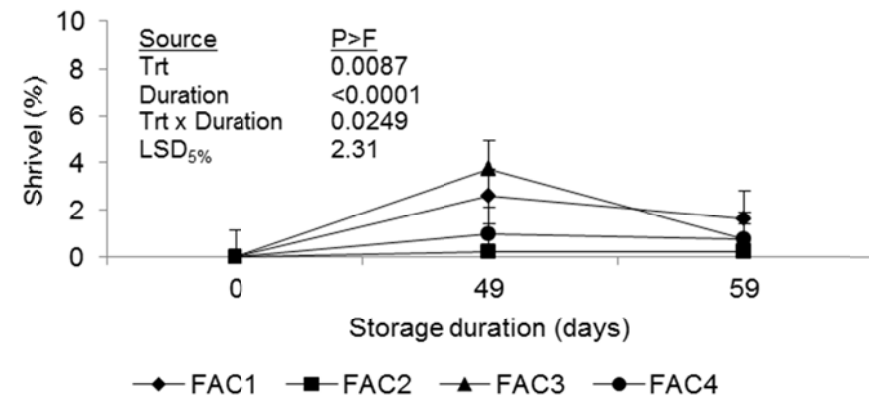 10
Source P>F
Trt 0.0087
Duration <0.0001
Trt x Duration 0.0249
LSD5% 2.31
8
6
4
2
0
Shrivel (%)
0 49 59
Storage duration (days)
FAC1 FAC2 FAC3 FAC4